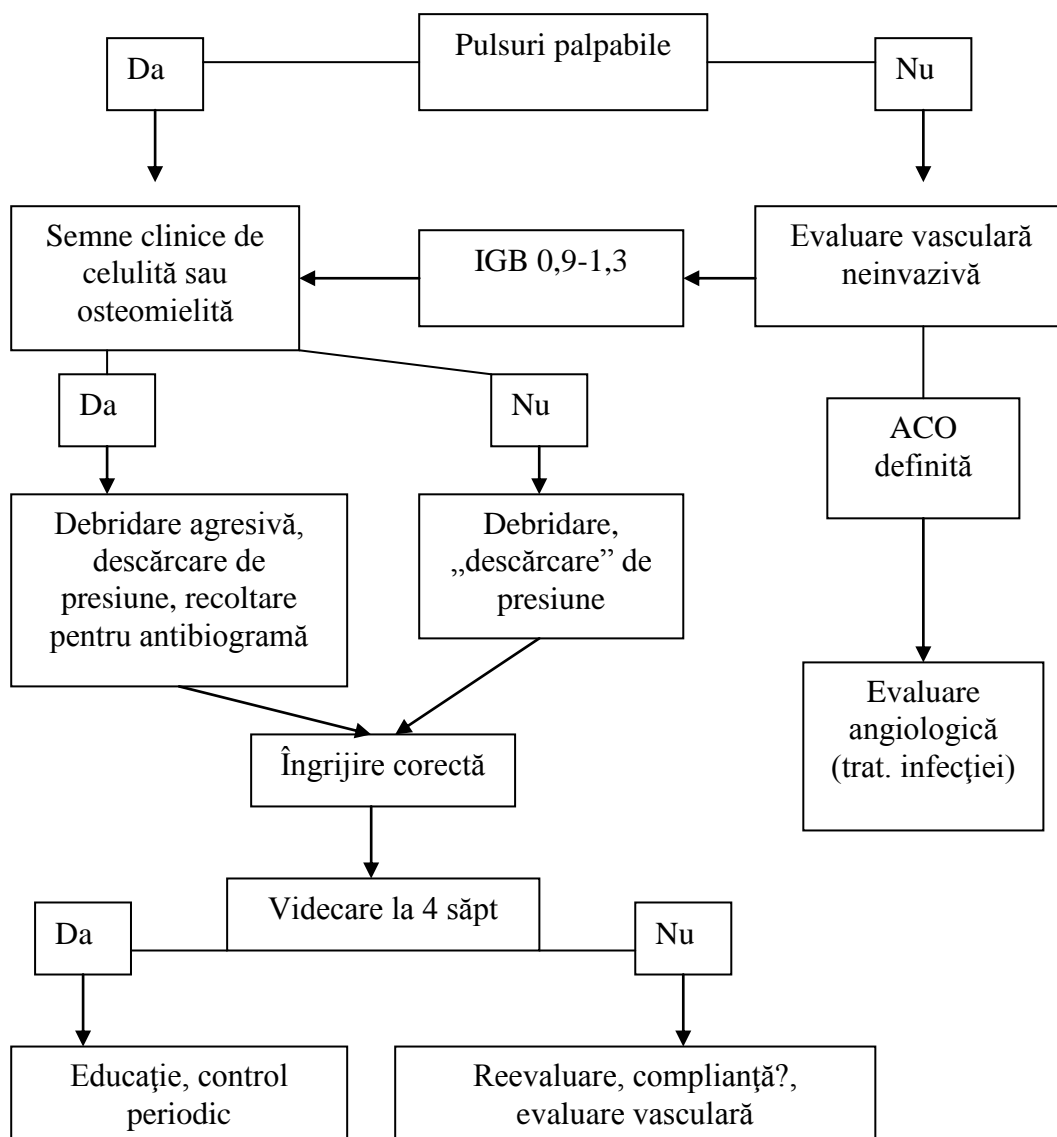 Pulsuri palpabile
Da
Nu
Semne clinice de
celulită sau
osteomielită
IGB 0,9-1,3
Evaluare vasculară
neinvazivă
Da
Nu
ACO
definită
Debridare agresivă,
descărcare de
presiune, recoltare
pentru antibiogramă
Debridare,
„descărcare” de
presiune
Evaluare
angiologică
(trat. infecţiei)
Îngrijire corectă
Videcare la 4 săpt
Da
Nu
Educaţie, control
periodic
Reevaluare, complianţă?,
evaluare vasculară